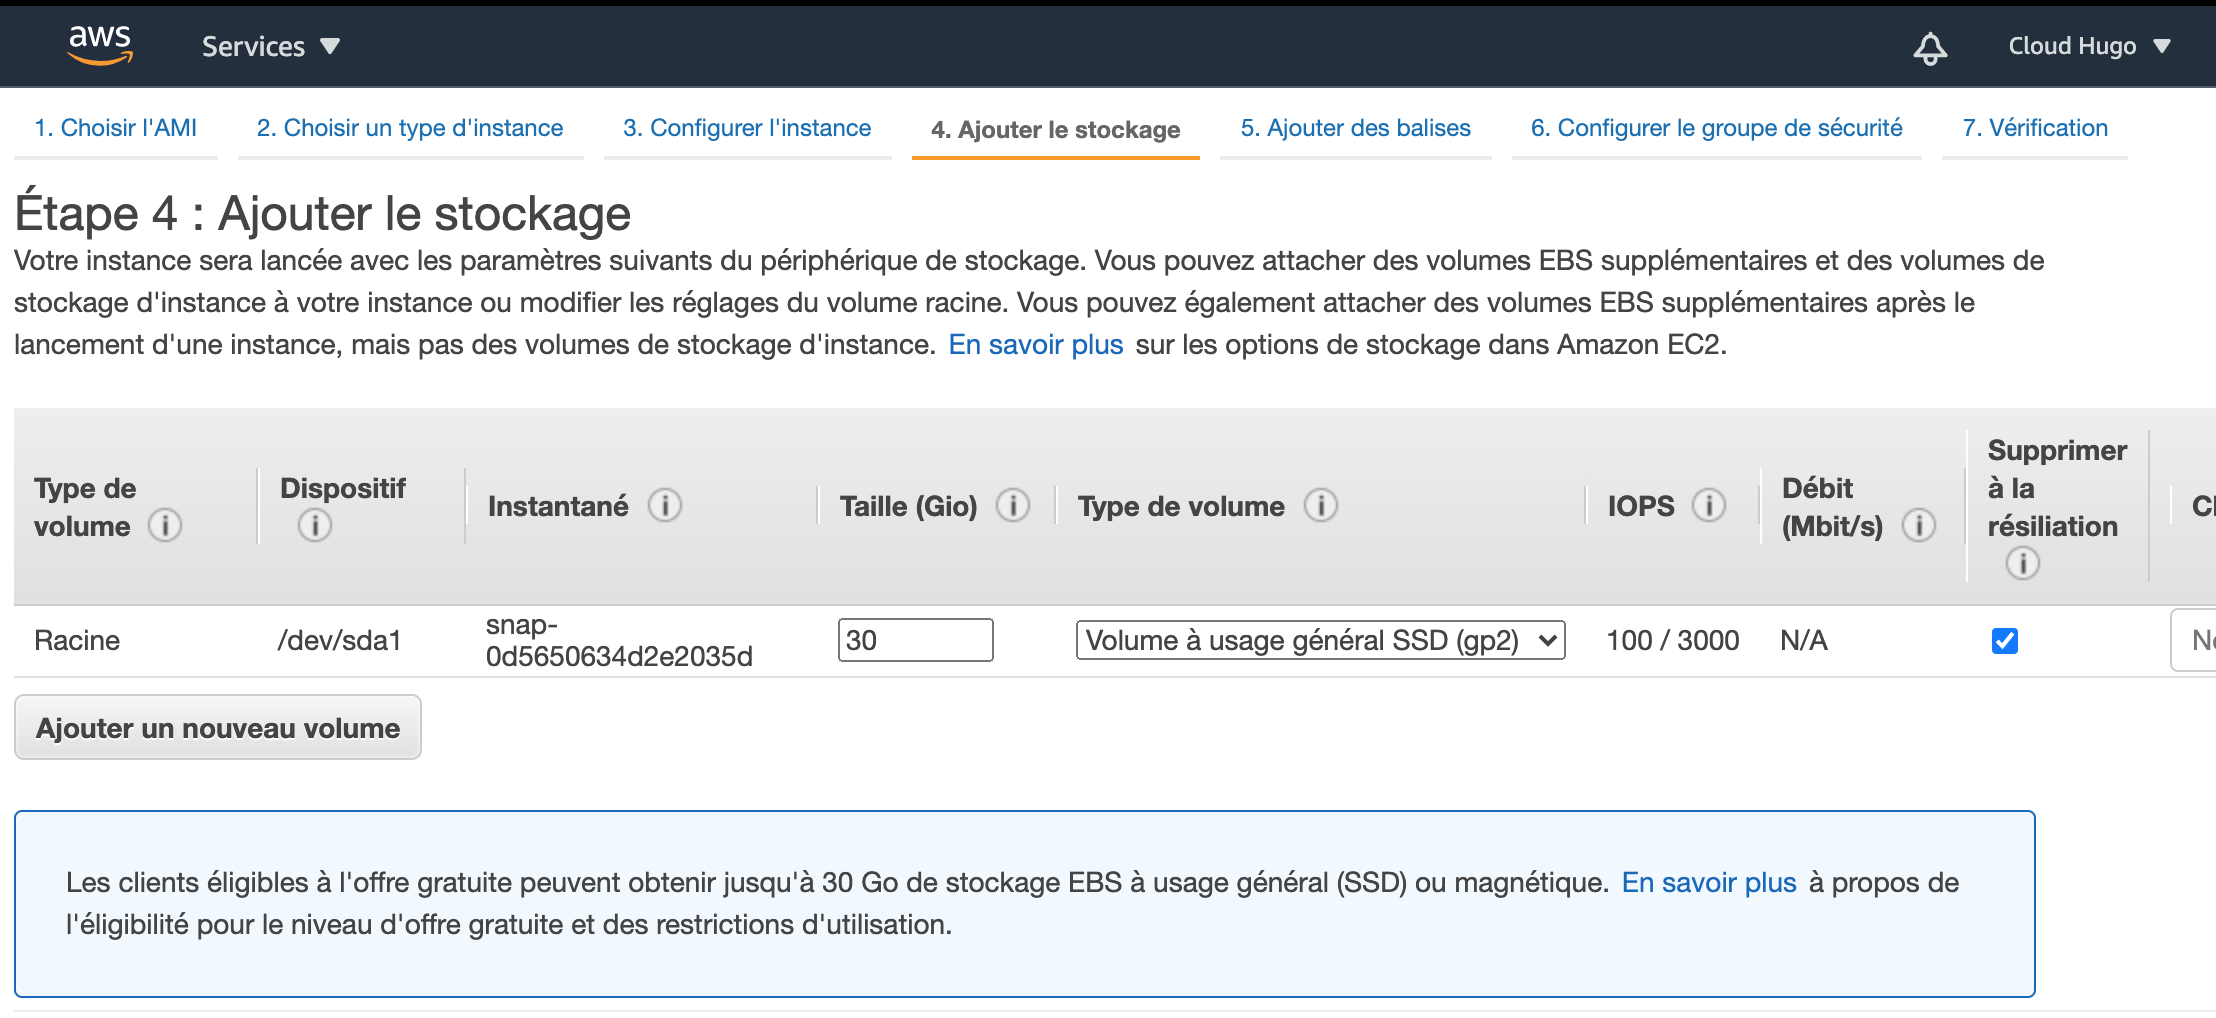 aws
Services
Cloud Hugo
1. Choisir l'AMI
2. Choisir un type d'instance
3. Configurer l'instance
4. Ajouter le stockage
5. Ajouter des balises
6. Configurer le groupe de sécurité
7. Vérification
Étape 4 : Ajouter le stockage
Votre instance sera lancée avec les paramètres suivants du périphérique de stockage. Vous pouvez attacher des volumes EBS supplémentaires et des volumes de
stockage d'instance à votre instance ou modifier les réglages du volume racine. Vous pouvez également attacher des volumes EBS supplémentaires après le
lancement d'une instance, mais pas des volumes de stockage d'instance. En savoir plus sur les options de stockage dans Amazon EC2.
Type de
volume
Dispositif
Instantané
Taille (Gio)
Type de volume
IOPS
Débit
(Mbit/s)
Supprimer
à la
résiliation
Racine
/dev/sda1
snap-
0d5650634d2e2035d
30
Volume à usage général SSD (gp2)
100 / 3000
N/A
Ajouter un nouveau volume
Les clients éligibles à l'offre gratuite peuvent obtenir jusqu'à 30 Go de stockage EBS à usage général (SSD) ou magnétique. En savoir plus à propos de
l'éligibilité pour le niveau d'offre gratuite et des restrictions d'utilisation.